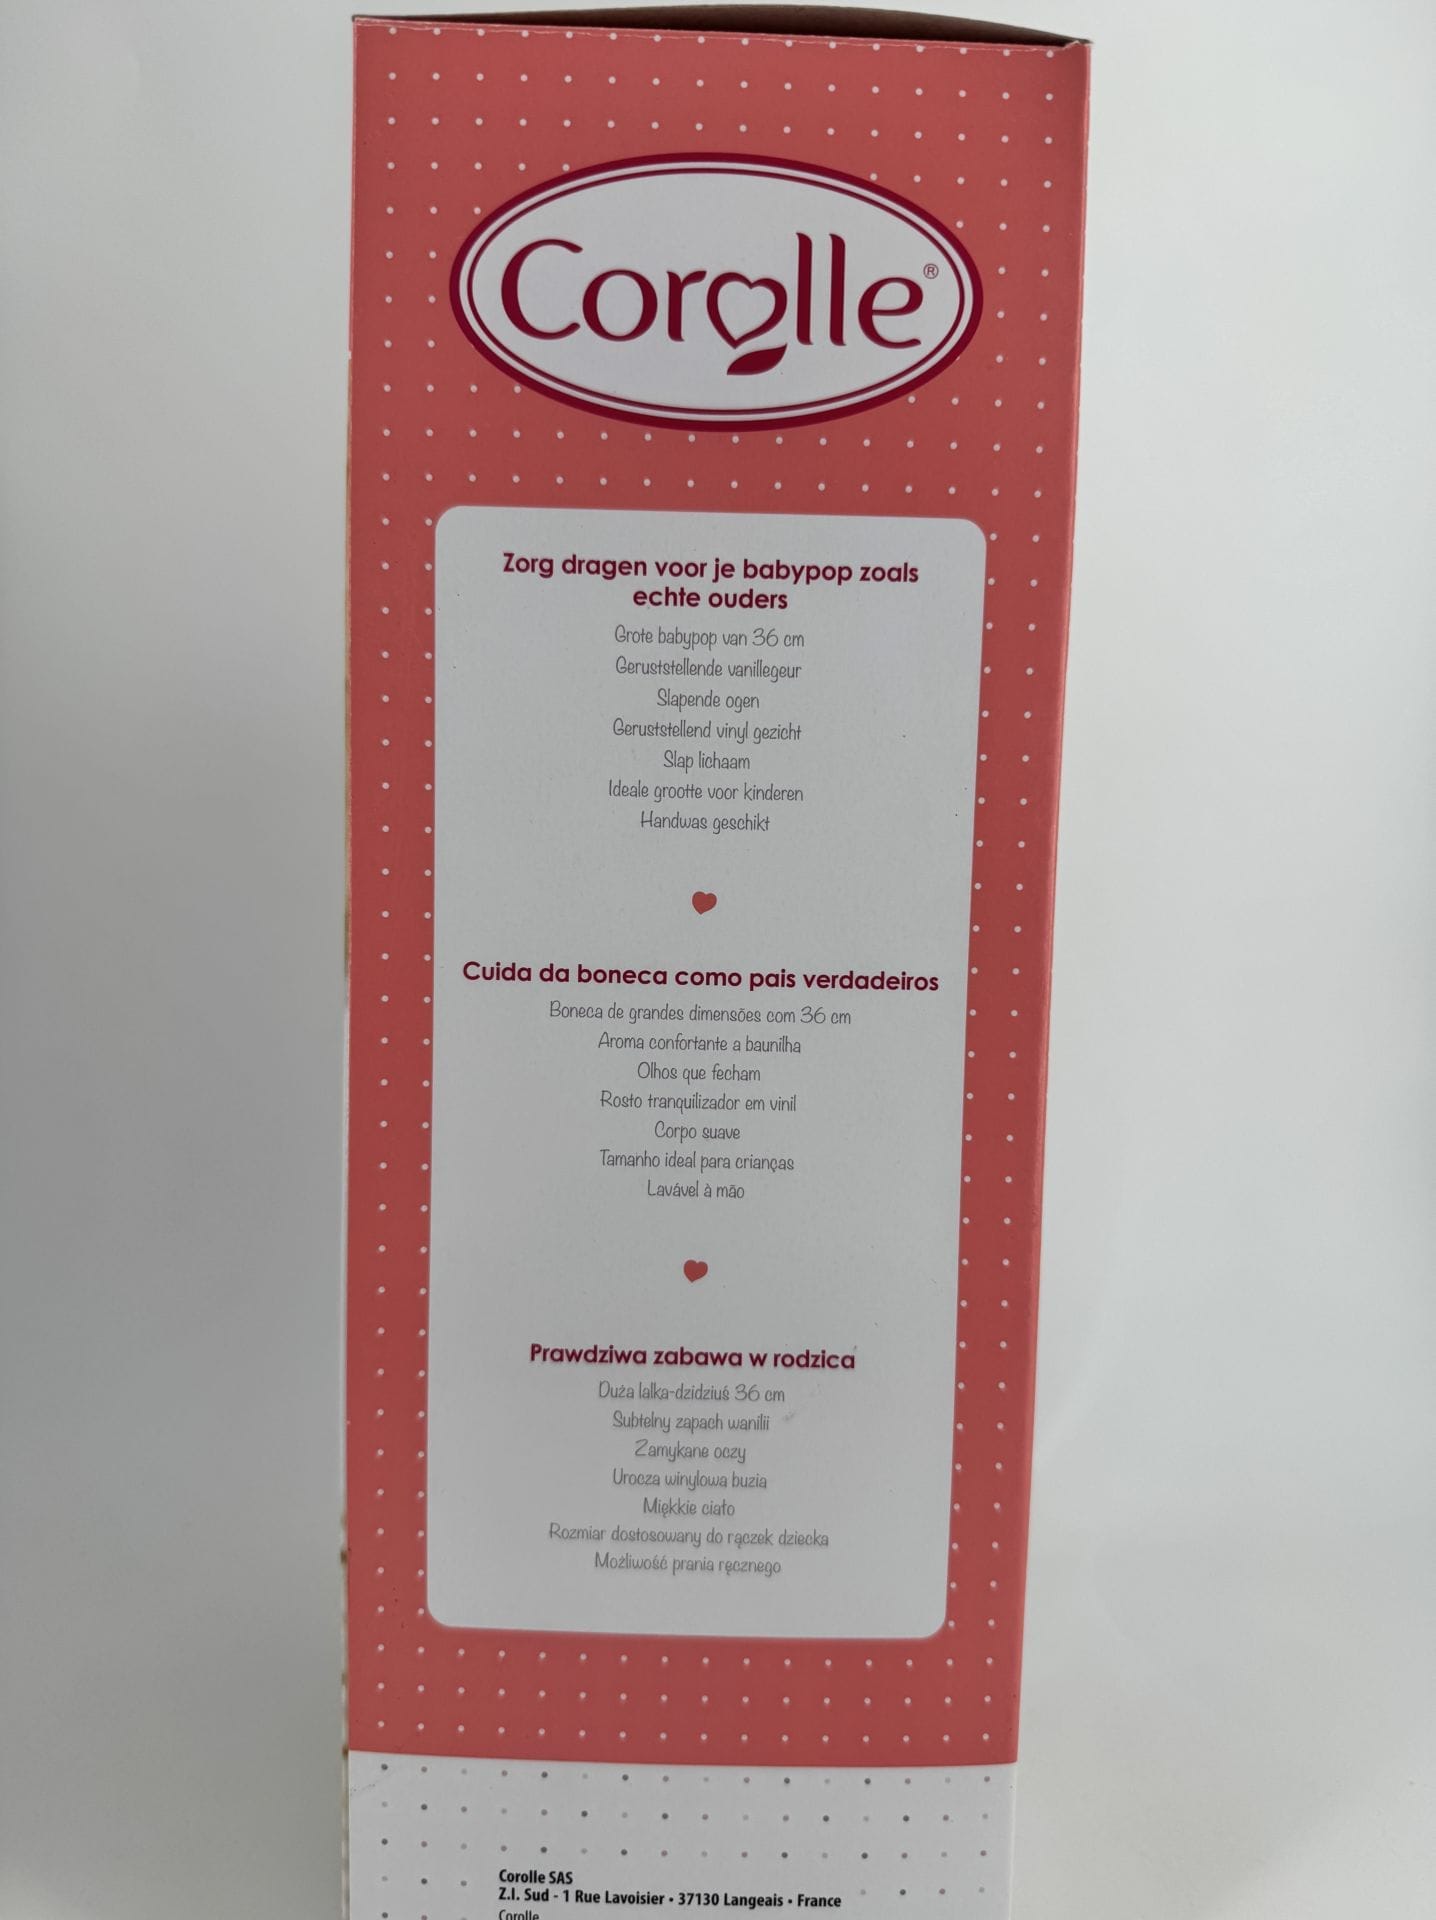 Corolle®
Zorg dragen voor je babypop zoals
echte ouders
Grote babypop van 36 cm
Geruststellende vanillegeur
Slapende ogen
Geruststellend vinyl gezicht
Slap lichaam
Ideale grootte voor kinderen
Handwas geschikt
Cuida da boneca como pais verdadeiros
Boneca de grandes dimensões com 36 cm
Aroma confortante a baunilha
Olhos que fecham
Rosto tranquilizador em vinil
Corpo suave
Tamanho ideal para crianças
Lavável à mão
Prawdziwa zabawa w rodzica
Duża lalka-dzidziuś 36 cm
Subtelny zapach wanilii
Zamykane oczy
Urocza winylowa buzia
Miękkie ciało
Rozmiar dostosowany do rączek dziecka
Możliwość prania ręcznego
Corolle SAS
Z.I. Sud - 1 Rue Lavoisier • 37130 Langeais • France
Corolle